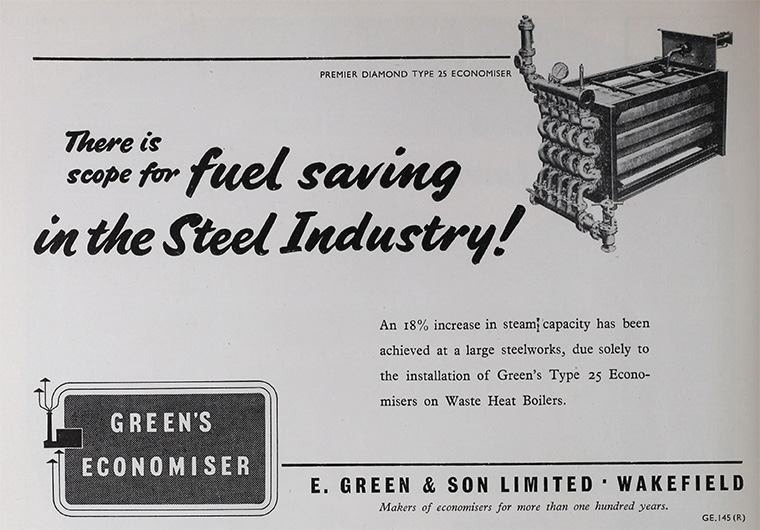 PREMIER DIAMOND TYPE 25 ECONOMISER
There is
scope for fuel saving
in the Steel Industry!
An 18% increase in steam capacity has been
achieved at a large steelworks, due solely to
the installation of Green's Type 25 Econo-
misers on Waste Heat Boilers.
GREEN'S
ECONOMISER
E. GREEN & SON LIMITED · WAKEFIELD
Makers of economisers for more than one hundred years.
GE.145 (R)